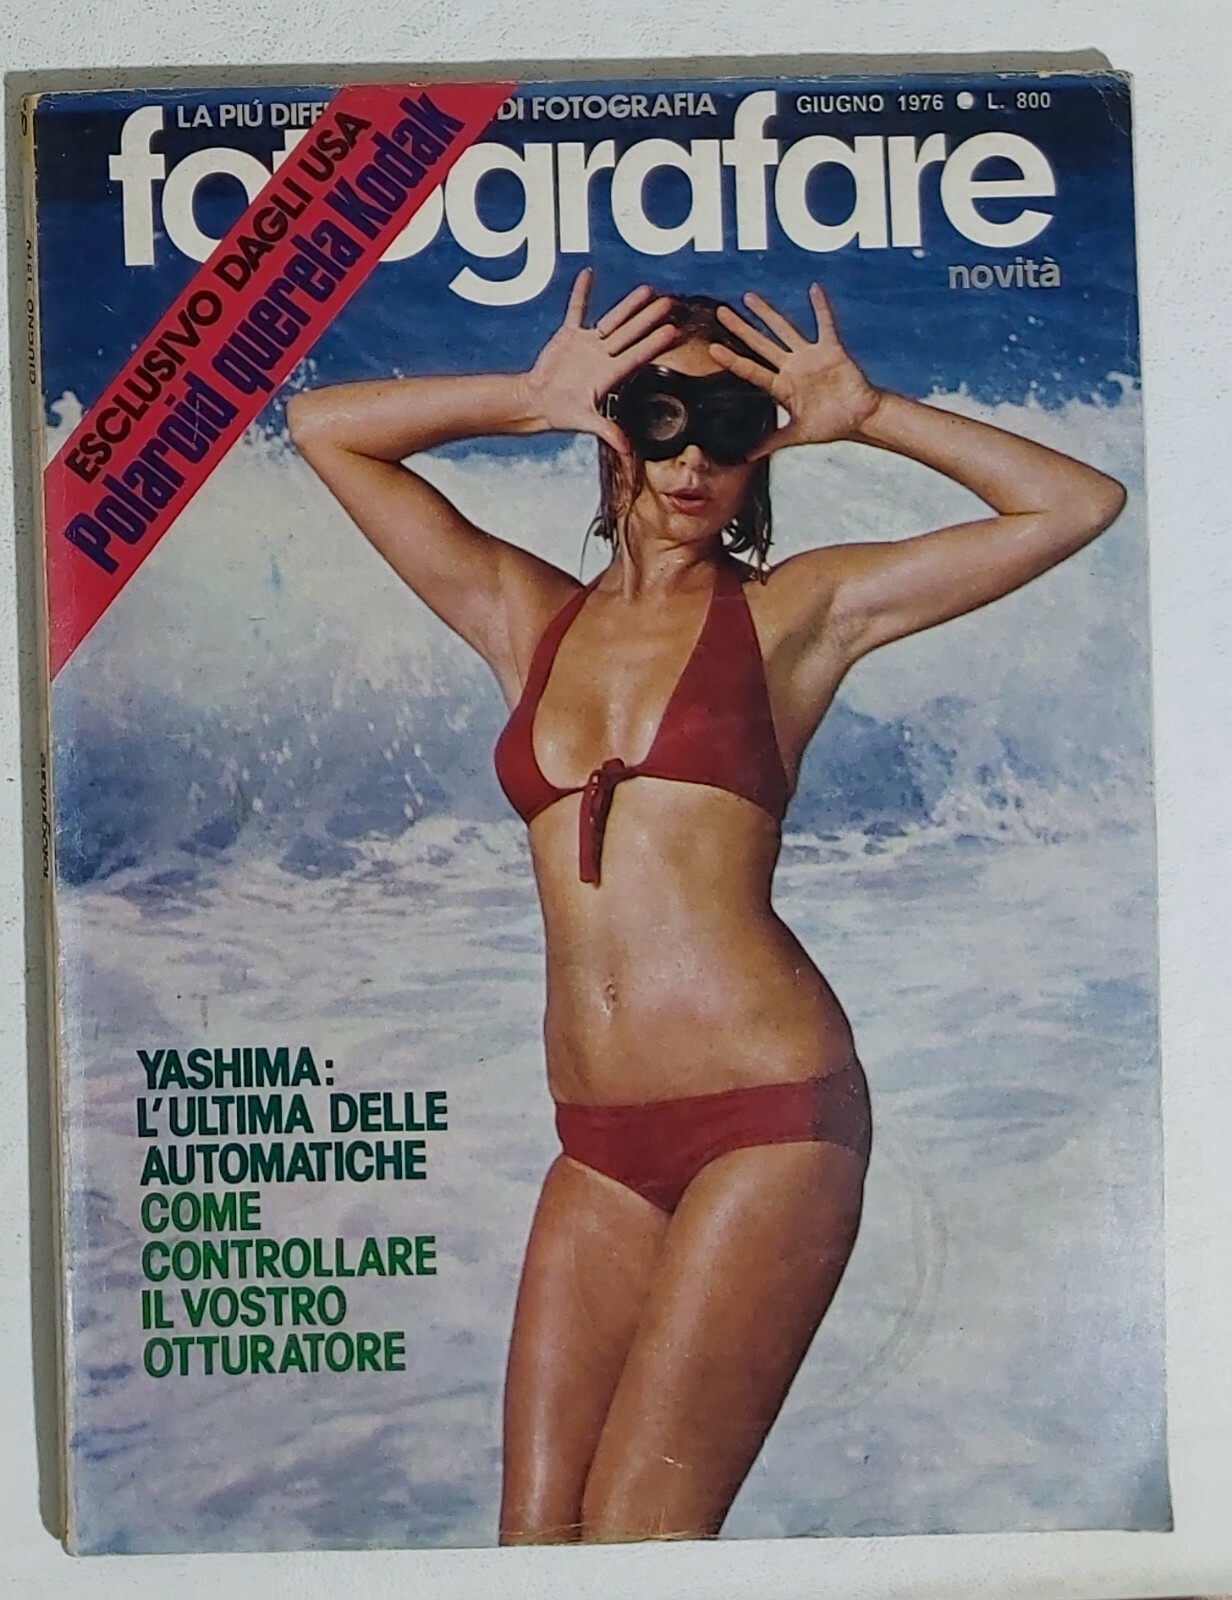 LA PIÚ DIFF DI FOTOGRAFIA
GIUGNO 1976 ● L. 800
fotografare
novità
ESCLUSIVO DAGLI USA
Polaroid querela Kodak
YASHIMA:
L'ULTIMA DELLE
AUTOMATICHE
COME
CONTROLLARE
IL VOSTRO
OTTURATORE
GIUGNO